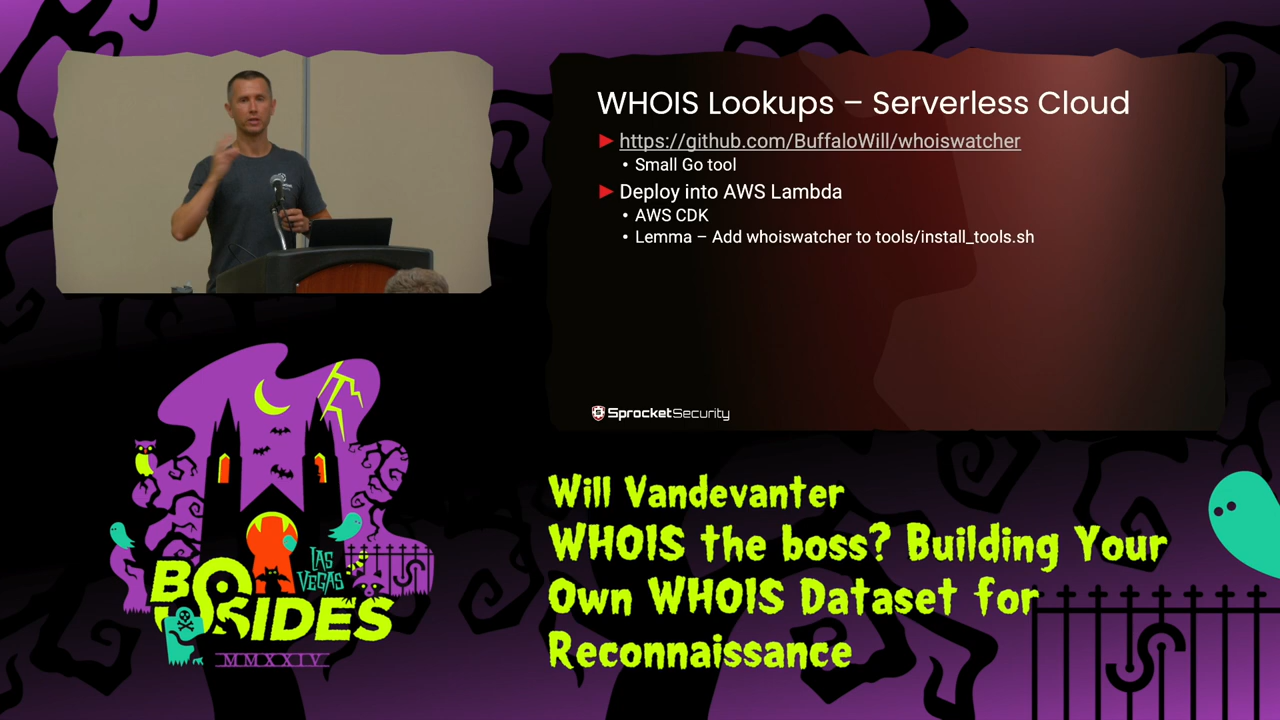 WHOIS Lookups – Serverless Cloud
https://github.com/BuffaloWill/whoiswatcher
Small Go tool
Deploy into AWS Lambda
AWS CDK
Lemma – Add whoiswatcher to tools/install_tools.sh
SprocketSecurity
LAS
VEGAS
BSIDES
MMXXIV
Will Vandevanter
WHOIS the boss? Building Your
Own WHOIS Dataset for
Reconnaissance